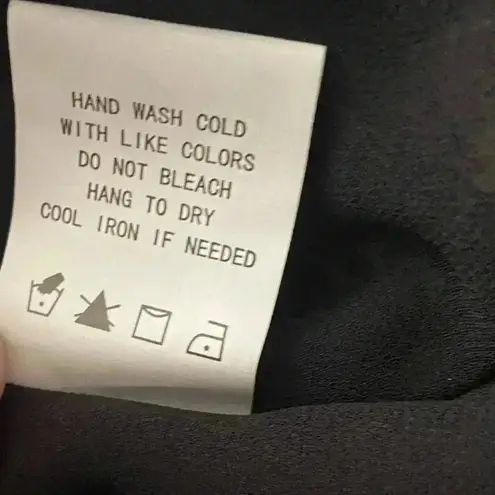 HAND WASH COLD
WITH LIKE COLORS
DO NOT BLEACH
HANG TO DRY
COOL IRON IF NEEDED